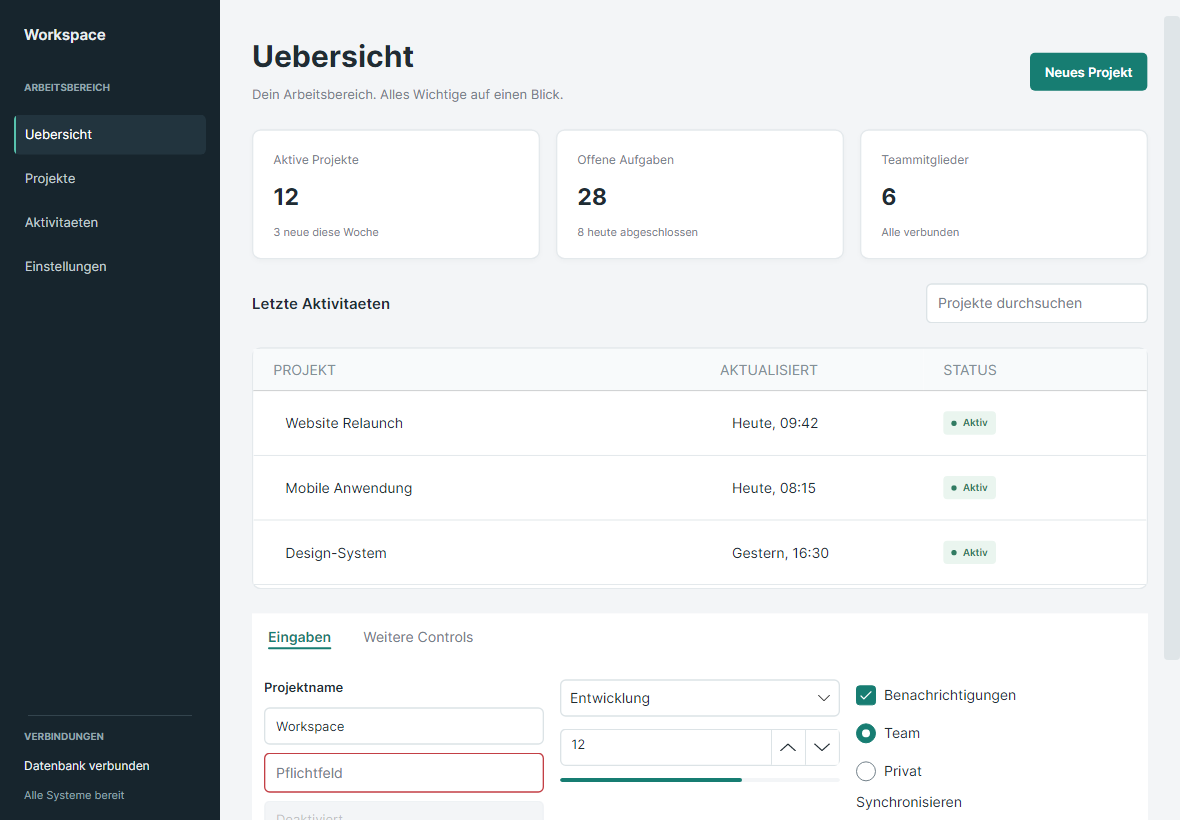 Workspace
ARBEITSBEREICH
Uebersicht
Projekte
Aktivitaeten
Einstellungen
VERBINDUNGEN
Datenbank verbunden
Alle Systeme bereit
Uebersicht
Dein Arbeitsbereich. Alles Wichtige auf einen Blick.
Neues Projekt
Aktive Projekte
12
3 neue diese Woche
Offene Aufgaben
28
8 heute abgeschlossen
Teammitglieder
6
Alle verbunden
Letzte Aktivitaeten
Projekte durchsuchen
PROJEKT AKTUALISIERT STATUS
Website Relaunch Heute, 09:42 Aktiv
Mobile Anwendung Heute, 08:15 Aktiv
Design-System Gestern, 16:30 Aktiv
Eingaben Weitere Controls
Projektname
Workspace
Pflichtfeld
Deaktiviert
Entwicklung
12
Benachrichtigungen
Team
Privat
Synchronisieren